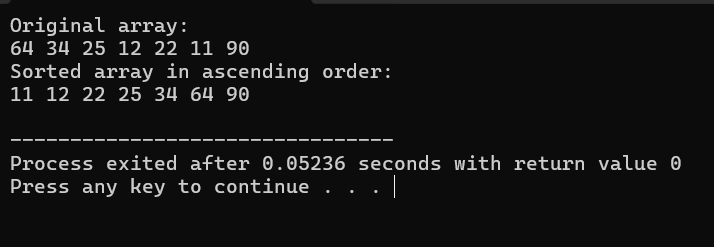 Original array:
64 34 25 12 22 11 90
Sorted array in ascending order:
11 12 22 25 34 64 90
--------------------------------
Process exited after 0.05236 seconds with return value 0
Press any key to continue . . .